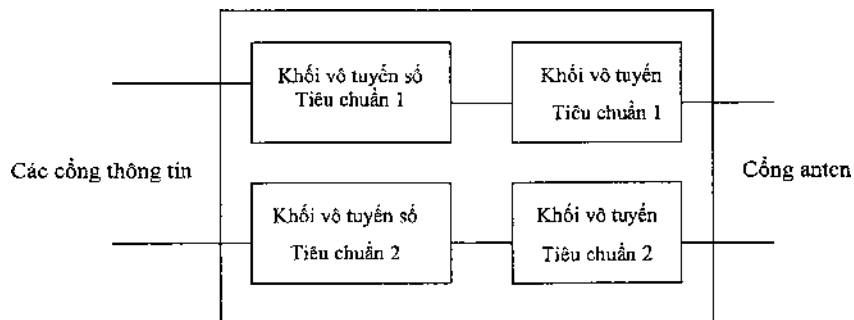 Khối vô tuyến số
Tiêu chuẩn 1
Khối vô tuyến
Tiêu chuẩn 1
Các cổng thông tin
Cổng anten
Khối vô tuyến số
Tiêu chuẩn 2
Khối vô tuyến
Tiêu chuẩn 2